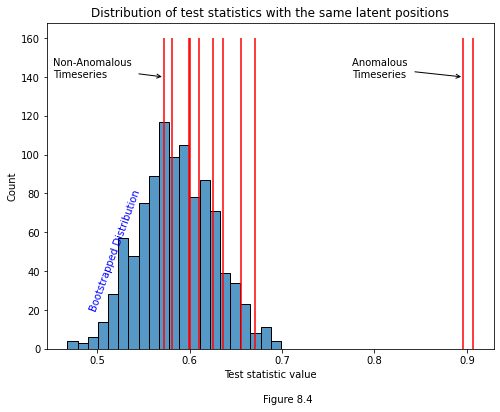 Distribution of test statistics with the same latent positions
160
140
120
100
80
60
40
20
0
Count
Non-Anomalous
Timeseries
Anomalous
Timeseries
Bootstrapped Distribution
0.5 0.6 0.7 0.8 0.9
Test statistic value
Figure 8.4